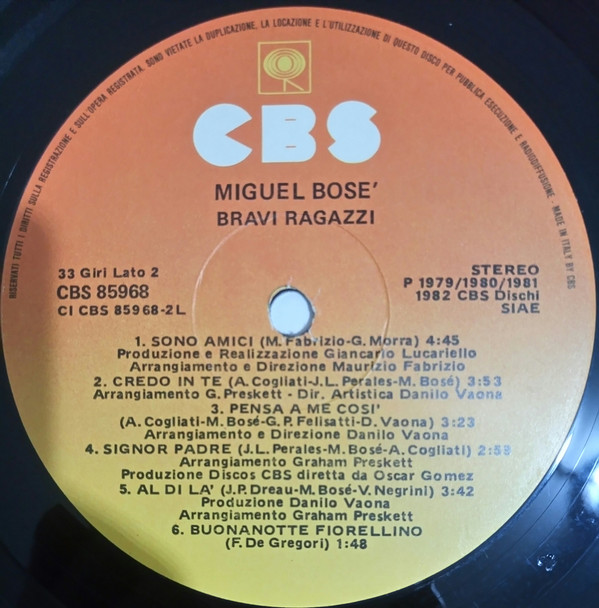 RISERVATI TUTTI I DIRITTI SULLA REGISTRAZIONE E SULL'OPERA REGISTRATA. SONO VIETATE LA DUPLICAZIONE, LA LOCAZIONE E L'UTILIZZAZIONE DI QUESTO DISCO PER PUBBLICA ESECUZIONE E RADIODIFFUSIONE · MADE IN ITALY BY CBS
CBS
MIGUEL BOSE'
BRAVI RAGAZZI
33 Giri Lato 2
CBS 85968
CI CBS 85968-2L
STEREO
P 1979/1980/1981
1982 CBS Dischi
SIAE
1. SONO AMICI (M. Fabrizio-G. Morra) 4:45
Produzione e Realizzazione Giancarlo Lucariello
Arrangiamento e Direzione Maurizio Fabrizio
2. CREDO IN TE (A. Cogliati-J.L. Perales-M. Bosé) 3:53
Arrangiamento G. Preskett - Dir. Artistica Danilo Vaona
3. PENSA A ME COSI'
(A. Cogliati-M. Bosé-G.P. Felisatti-D. Vaona) 3:23
Arrangiamento e Direzione Danilo Vaona
4. SIGNOR PADRE (J.L. Perales-M. Bosé-A. Cogliati) 2:58
Arrangiamento Graham Preskett
Produzione Discos CBS diretta da Oscar Gomez
5. AL DI LA' (J.P. Dreau-M. Bosé-V. Negrini) 3:42
Produzione Danilo Vaona
Arrangiamento Graham Preskett
6. BUONANOTTE FIORELLINO
(F. De Gregori) 1:48